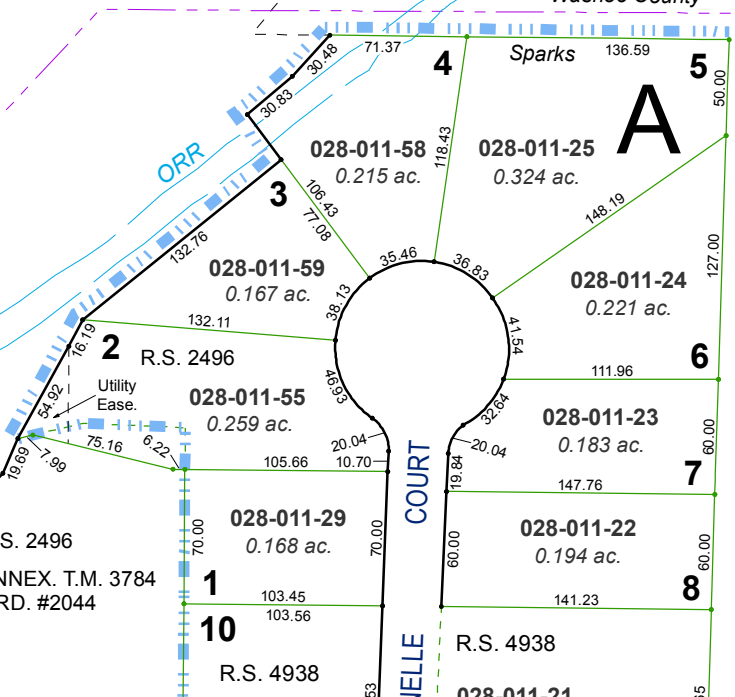 30.48
71.37
4
Sparks
136.59
5
50.00
30.83
A
ORR
028-011-58
0.215 ac.
118.43
028-011-25
0.324 ac.
3
106.43
77.08
148.19
132.76
028-011-59
0.167 ac.
35.46
36.83
028-011-24
0.221 ac.
127.00
38.13
132.11
41.54
16.19
2
R.S. 2496
6
111.96
Utility
Ease.
54.92
028-011-55
0.259 ac.
46.93
32.64
028-011-23
0.183 ac.
60.00
75.16
6.22
20.04
20.04
7.99
19.69
105.66
10.70
19.84
7
147.76
COURT
028-011-29
0.168 ac.
028-011-22
0.194 ac.
70.00
70.00
60.00
60.00
S. 2496
NNEX. T.M. 3784
RD. #2044
1
103.45
8
141.23
10
103.56
R.S. 4938
R.S. 4938
NELLE
53
028-011-21